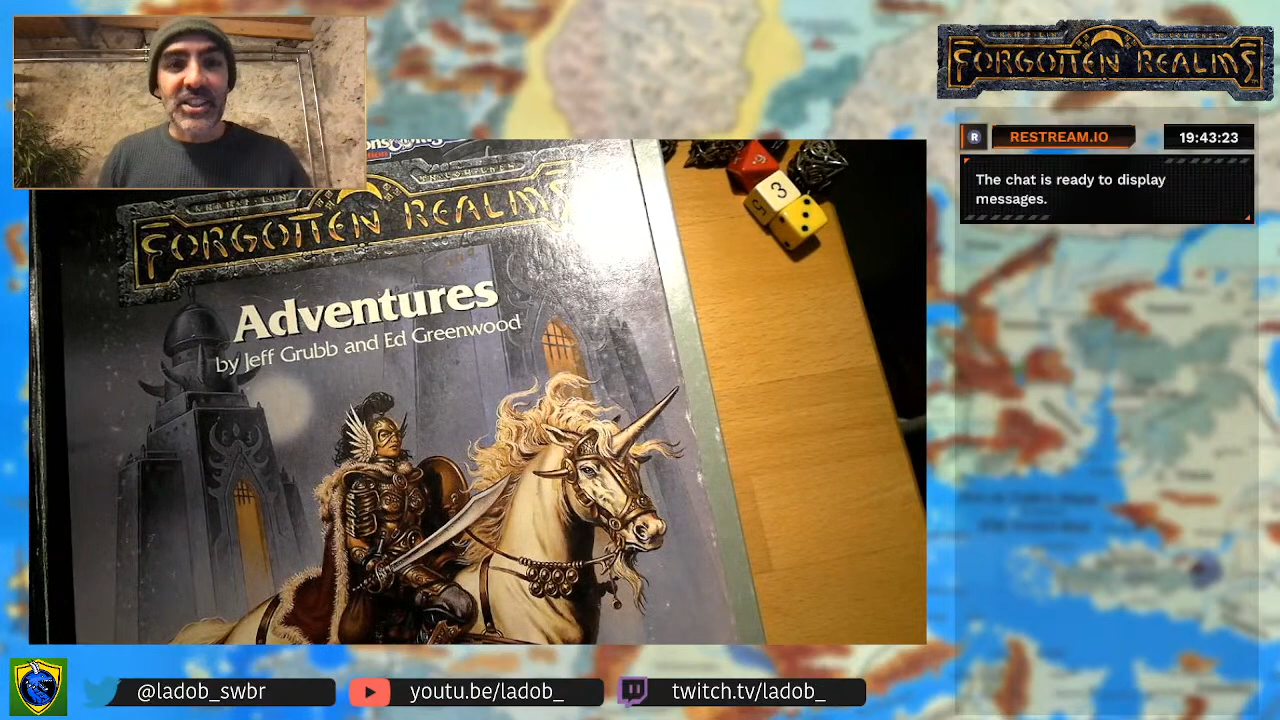 FORGOTTEN REALMS
R
RESTREAM.IO
19:43:23
The chat is ready to display
messages.
FORGOTTEN REALMS
Adventures
by Jeff Grubb and Ed Greenwood
3
@ladob_swbr
youtu.be/ladob_
twitch.tv/ladob_